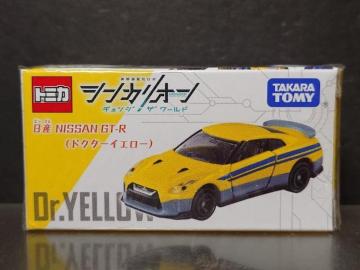 トミカ
シンカリオン
チェンジ ザ ワールド
TAKARA
TOMY
日産 NISSAN GT-R
(ドクターイエロー)
Dr.YELLOW